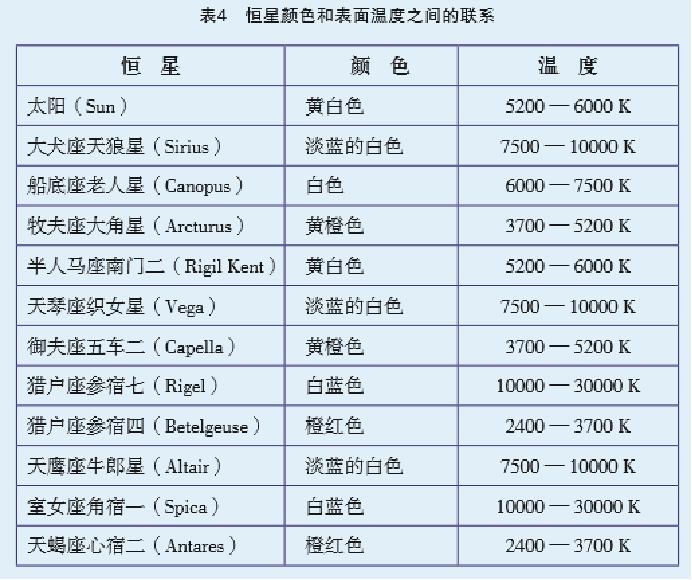 表4 恒星颜色和表面温度之间的联系
恒 星 颜 色 温 度
太阳（Sun） 黄白色 5200 — 6000 K
大犬座天狼星（Sirius） 淡蓝的白色 7500 — 10000 K
船底座老人星（Canopus） 白色 6000 — 7500 K
牧夫座大角星（Arcturus） 黄橙色 3700 — 5200 K
半人马座南门二（Rigil Kent） 黄白色 5200 — 6000 K
天琴座织女星（Vega） 淡蓝的白色 7500 — 10000 K
御夫座五车二（Capella） 黄橙色 3700 — 5200 K
猎户座参宿七（Rigel） 白蓝色 10000 — 30000 K
猎户座参宿四（Betelgeuse） 橙红色 2400 — 3700 K
天鹰座牛郎星（Altair） 淡蓝的白色 7500 — 10000 K
室女座角宿一（Spica） 白蓝色 10000 — 30000 K
天蝎座心宿二（Antares） 橙红色 2400 — 3700 K